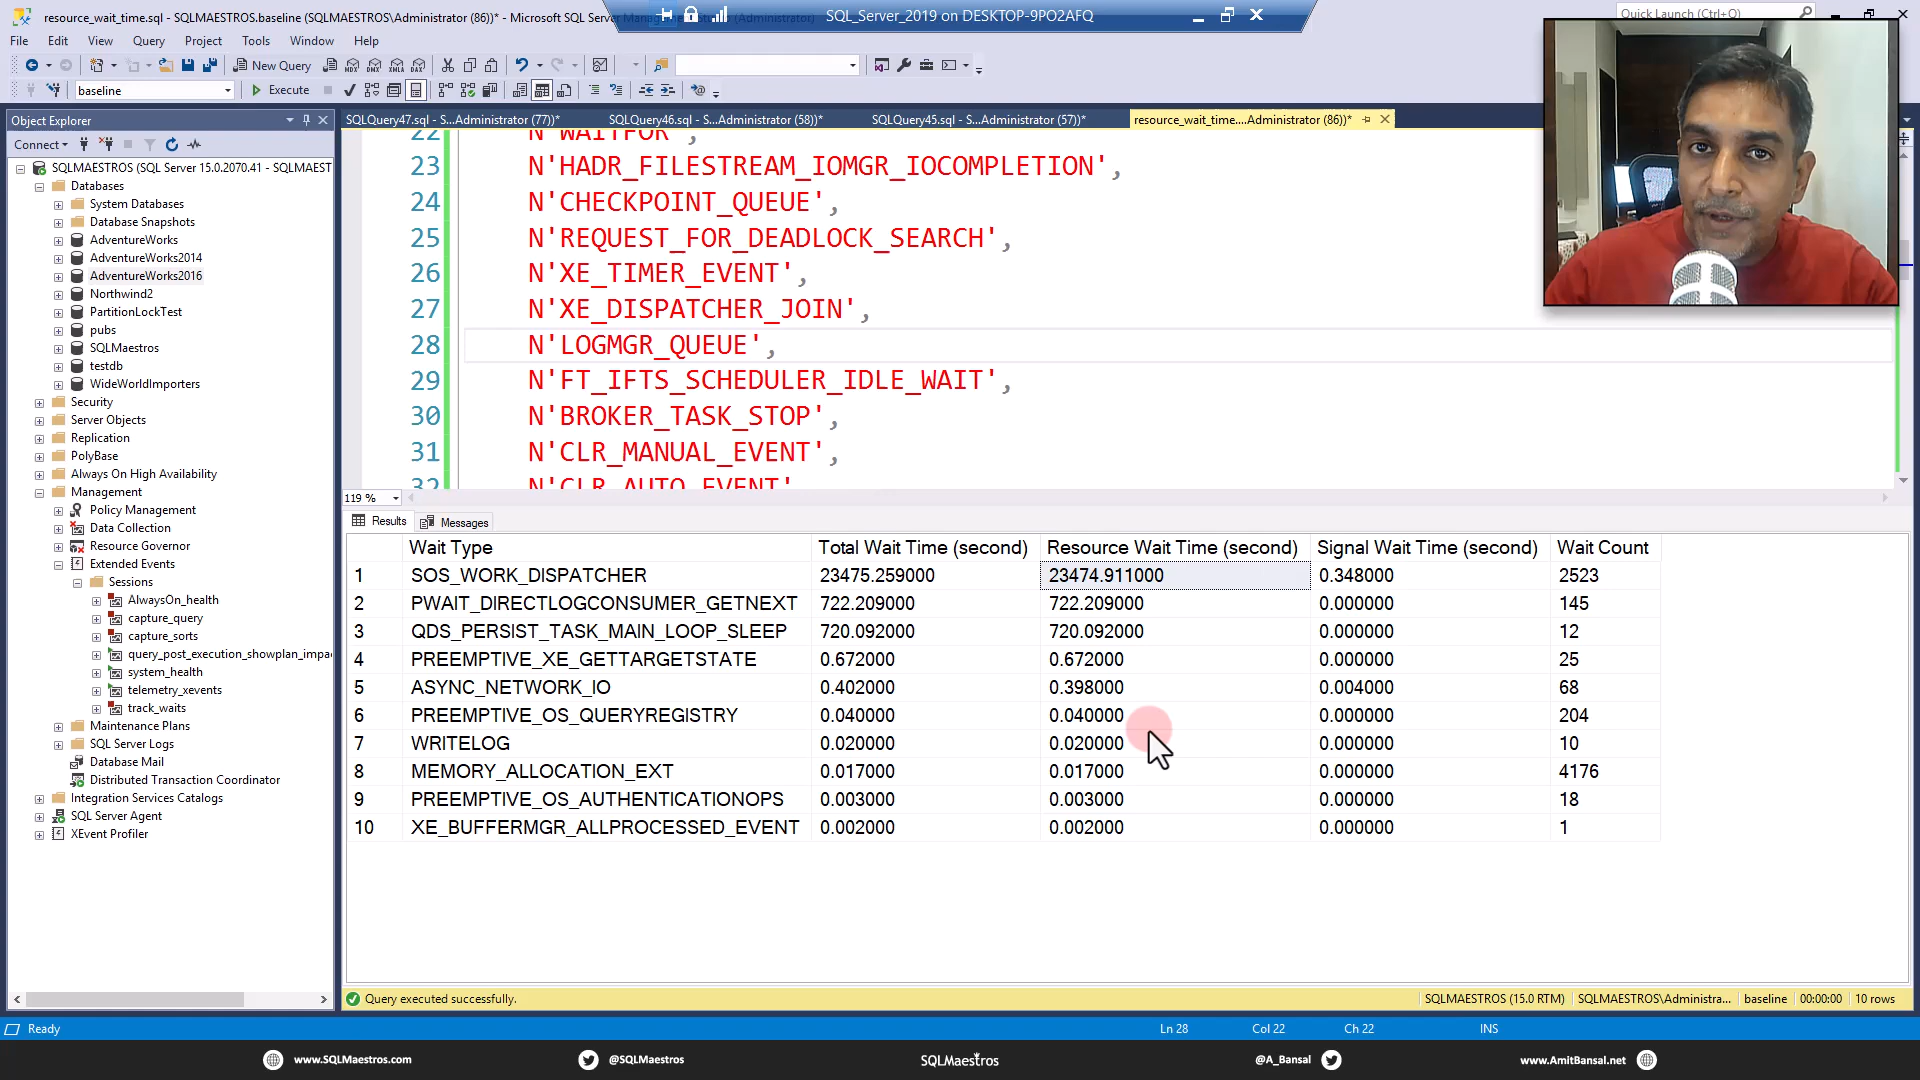 resource_wait_time.sql - SQLMAESTROS.baseline (SQLMAESTROS\Administrator (86))* - Microsoft SQL Server
SQL_Server_2019 on DESKTOP-9PO2AFQ
Quick Launch (Ctrl+Q)
File Edit View Query Project Tools Window Help
New Query
MDX DMX XMLA DAX
baseline
Execute
Object Explorer
Connect
SQLMAESTROS (SQL Server 15.0.2070.41 - SQLMAEST
Databases
System Databases
Database Snapshots
AdventureWorks
AdventureWorks2014
AdventureWorks2016
Northwind2
PartitionLockTest
pubs
SQLMaestros
testdb
WideWorldImporters
Security
Server Objects
Replication
PolyBase
Always On High Availability
Management
Policy Management
Data Collection
Resource Governor
Extended Events
Sessions
AlwaysOn_health
capture_query
capture_sorts
query_post_execution_showplan_impa
system_health
telemetry_xevents
track_waits
Maintenance Plans
SQL Server Logs
Database Mail
Distributed Transaction Coordinator
Integration Services Catalogs
SQL Server Agent
XEvent Profiler
SQLQuery47.sql - S...Administrator (77))* SQLQuery46.sql - S...Administrator (58))* SQLQuery45.sql - S...Administrator (57))* resource_wait_time....Administrator (86))*
22 N'WAITFOR',
23 N'HADR_FILESTREAM_IOMGR_IOCOMPLETION',
24 N'CHECKPOINT_QUEUE',
25 N'REQUEST_FOR_DEADLOCK_SEARCH',
26 N'XE_TIMER_EVENT',
27 N'XE_DISPATCHER_JOIN',
28 N'LOGMGR_QUEUE',
29 N'FT_IFTS_SCHEDULER_IDLE_WAIT',
30 N'BROKER_TASK_STOP',
31 N'CLR_MANUAL_EVENT',
32 N'CLR_AUTO_EVENT'
119 %
Results Messages
Wait Type Total Wait Time (second) Resource Wait Time (second) Signal Wait Time (second) Wait Count
1 SOS_WORK_DISPATCHER 23475.259000 23474.911000 0.348000 2523
2 PWAIT_DIRECTLOGCONSUMER_GETNEXT 722.209000 722.209000 0.000000 145
3 QDS_PERSIST_TASK_MAIN_LOOP_SLEEP 720.092000 720.092000 0.000000 12
4 PREEMPTIVE_XE_GETTARGETSTATE 0.672000 0.672000 0.000000 25
5 ASYNC_NETWORK_IO 0.402000 0.398000 0.004000 68
6 PREEMPTIVE_OS_QUERYREGISTRY 0.040000 0.040000 0.000000 204
7 WRITELOG 0.020000 0.020000 0.000000 10
8 MEMORY_ALLOCATION_EXT 0.017000 0.017000 0.000000 4176
9 PREEMPTIVE_OS_AUTHENTICATIONOPS 0.003000 0.003000 0.000000 18
10 XE_BUFFERMGR_ALLPROCESSED_EVENT 0.002000 0.002000 0.000000 1
Query executed successfully. SQLMAESTROS (15.0 RTM) SQLMAESTROS\Administra... baseline 00:00:00 10 rows
Ready Ln 28 Col 22 Ch 22 INS
www.SQLMaestros.com @SQLMaestros SQLMaestros @A_Bansal www.AmitBansal.net